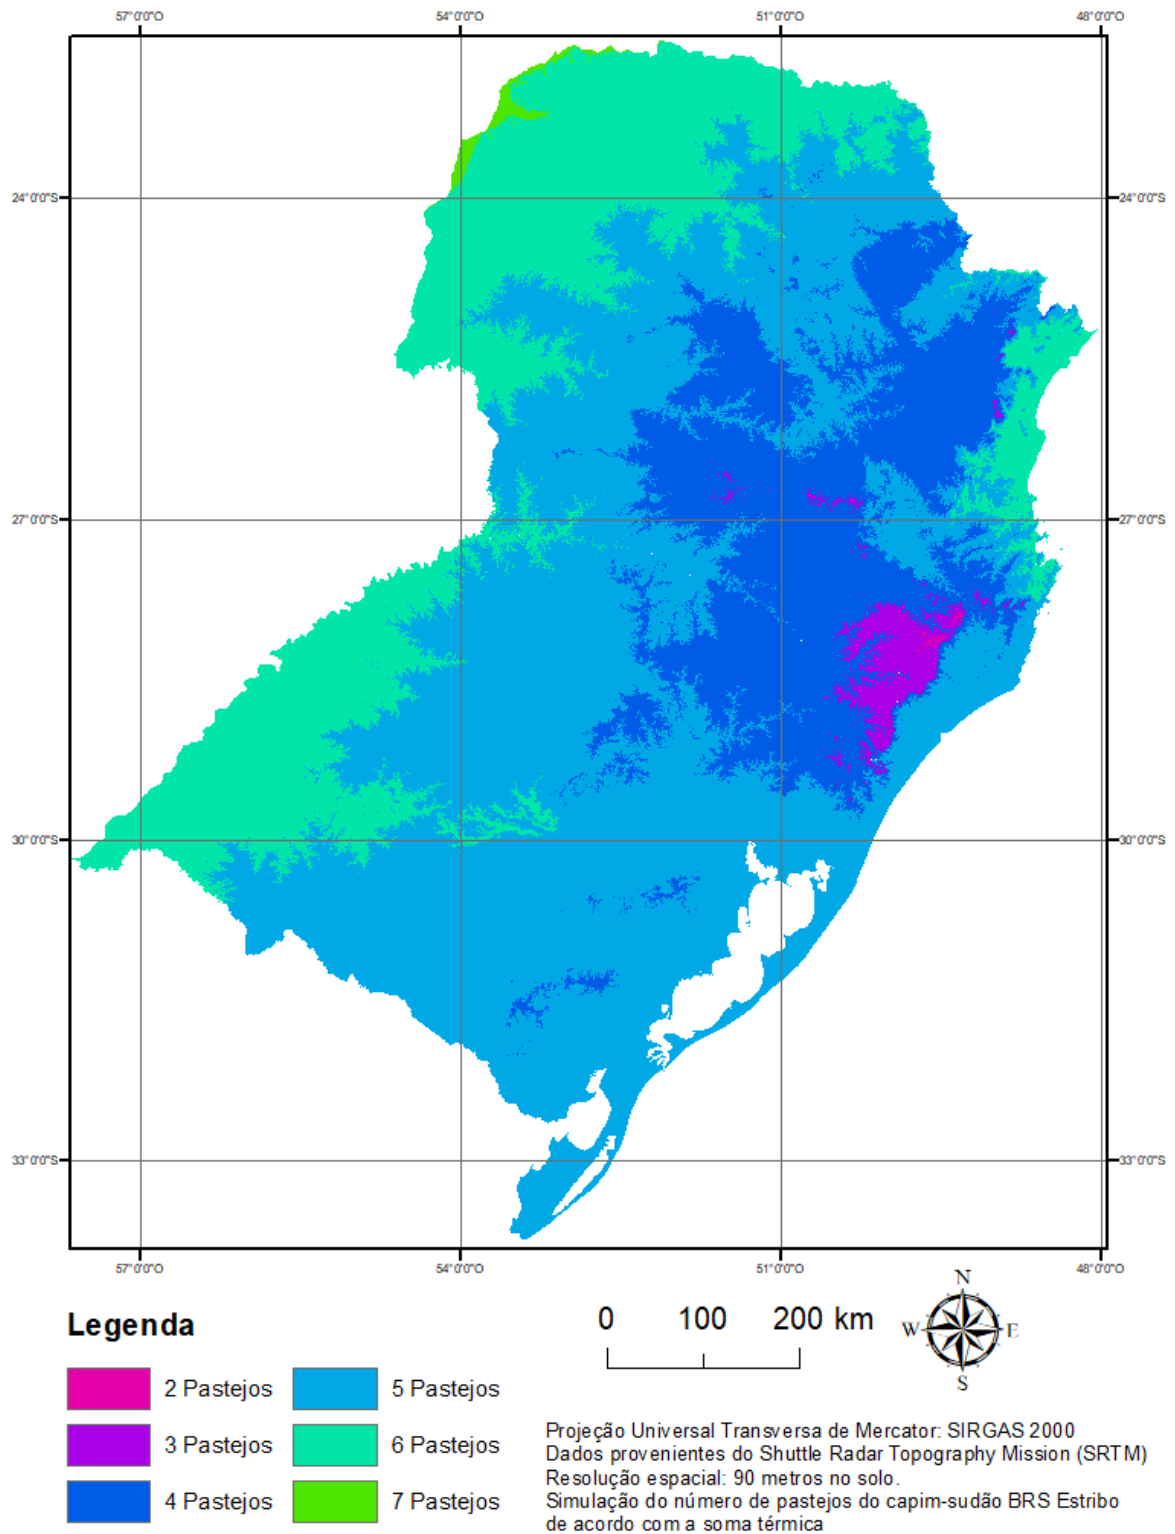 57°0'0"O
54°0'0"O
51°0'0"O
48°0'0"O
24°0'0"S
24°0'0"S
27°0'0"S
27°0'0"S
30°0'0"S
30°0'0"S
33°0'0"S
33°0'0"S
57°0'0"O
54°0'0"O
51°0'0"O
48°0'0"O
Legenda
2 Pastejos
5 Pastejos
3 Pastejos
6 Pastejos
4 Pastejos
7 Pastejos
0 100 200 km
N
W
E
S
Projeção Universal Transversa de Mercator: SIRGAS 2000
Dados provenientes do Shuttle Radar Topography Mission (SRTM)
Resolução espacial: 90 metros no solo.
Simulação do número de pastejos do capim-sudão BRS Estribo
de acordo com a soma térmica